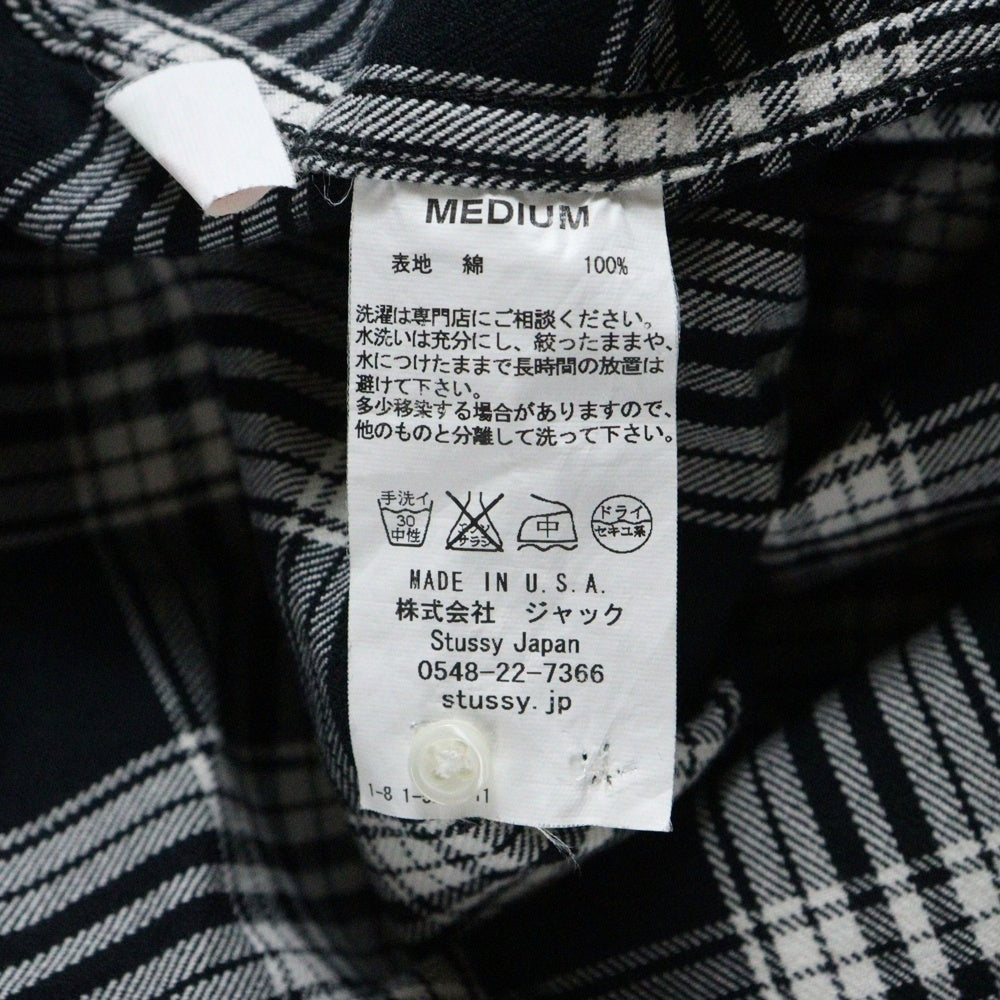 MEDIUM
表地 綿 100%
洗濯は専門店にご相談ください。
水洗いは充分にし、絞ったままや、
水につけたままで長時間の放置は
避けて下さい。
多少移染する場合がありますので、
他のものと分離して洗って下さい。
手洗イ
30
中性
サラシ
中
ドライ
セキユ系
MADE IN U.S.A.
株式会社 ジャック
Stussy Japan
0548-22-7366
stussy.jp
1-8